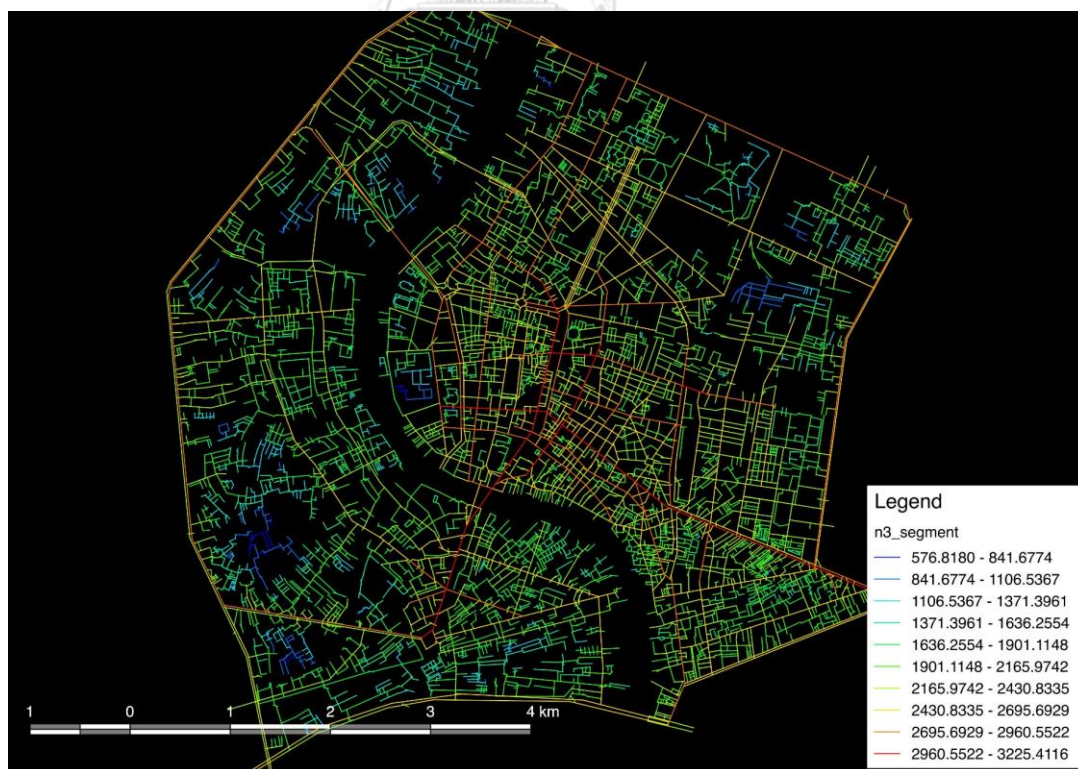 Legend
n3_segment
576.8180 - 841.6774
841.6774 - 1106.5367
1106.5367 - 1371.3961
1371.3961 - 1636.2554
1636.2554 - 1901.1148
1901.1148 - 2165.9742
2165.9742 - 2430.8335
2430.8335 - 2695.6929
2695.6929 - 2960.5522
2960.5522 - 3225.4116
1 0 1 2 3 4 km